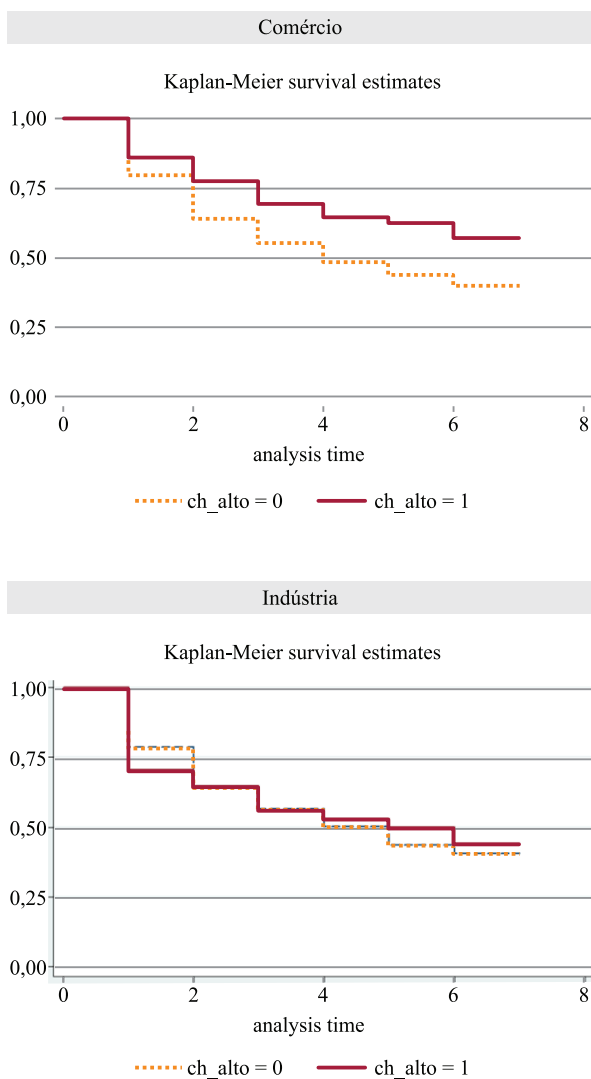 Comércio
Kaplan-Meier survival estimates
1,00
0,75
0,50
0,25
0,00
0 2 4 6 8
analysis time
ch_alto = 0 ch_alto = 1
Indústria
Kaplan-Meier survival estimates
1,00
0,75
0,50
0,25
0,00
0 2 4 6 8
analysis time
ch_alto = 0 ch_alto = 1